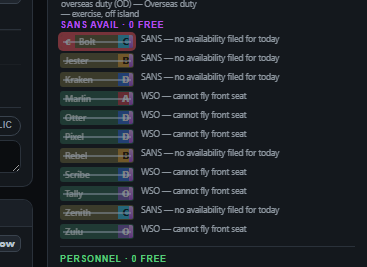 overseas duty (OD) — Overseas duty
— exercise, off island
SANS AVAIL · 0 FREE
Bolt C SANS — no availability filed for today
Jester B SANS — no availability filed for today
Kraken D SANS — no availability filed for today
Marlin A WSO — cannot fly front seat
Otter D WSO — cannot fly front seat
Pixel D WSO — cannot fly front seat
Rebel B SANS — no availability filed for today
Scribe D WSO — cannot fly front seat
Tally WSO — cannot fly front seat
Zenith C SANS — no availability filed for today
Zulu WSO — cannot fly front seat
PERSONNEL · 0 FREE